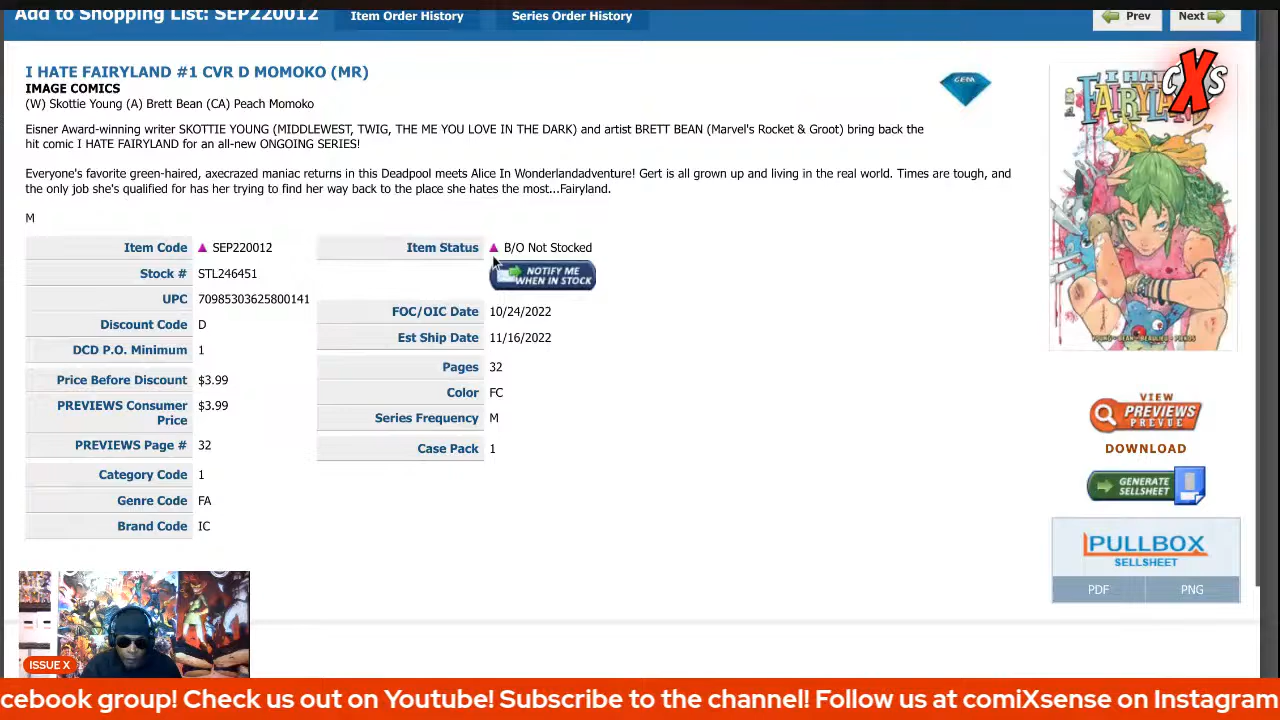 Add to Shopping List: SEP220012
Item Order History
Series Order History
Prev
Next
I HATE FAIRYLAND #1 CVR D MOMOKO (MR)
IMAGE COMICS
(W) Skottie Young (A) Brett Bean (CA) Peach Momoko
GEM
Eisner Award-winning writer SKOTTIE YOUNG (MIDDLEWEST, TWIG, THE ME YOU LOVE IN THE DARK) and artist BRETT BEAN (Marvel's Rocket & Groot) bring back the
hit comic I HATE FAIRYLAND for an all-new ONGOING SERIES!
Everyone's favorite green-haired, axecrazed maniac returns in this Deadpool meets Alice In Wonderlandadventure! Gert is all grown up and living in the real world. Times are tough, and
the only job she's qualified for has her trying to find her way back to the place she hates the most...Fairyland.
M
Item Code SEP220012
Stock # STL246451
UPC 70985303625800141
Discount Code D
DCD P.O. Minimum 1
Price Before Discount $3.99
PREVIEWS Consumer
Price $3.99
PREVIEWS Page # 32
Category Code 1
Genre Code FA
Brand Code IC
Item Status B/O Not Stocked
NOTIFY ME
WHEN IN STOCK
FOC/OIC Date 10/24/2022
Est Ship Date 11/16/2022
Pages 32
Color FC
Series Frequency M
Case Pack 1
I HATE
FAIRYLAND
CXS
YOUNG BEAN BEAULIEU PIEKOS
VIEW
PREVIEWS
PREVUE
DOWNLOAD
GENERATE
SELLSHEET
PULLBOX
SELLSHEET
PDF
PNG
ISSUE X
cebook group! Check us out on Youtube! Subscribe to the channel! Follow us at comiXsense on Instagram